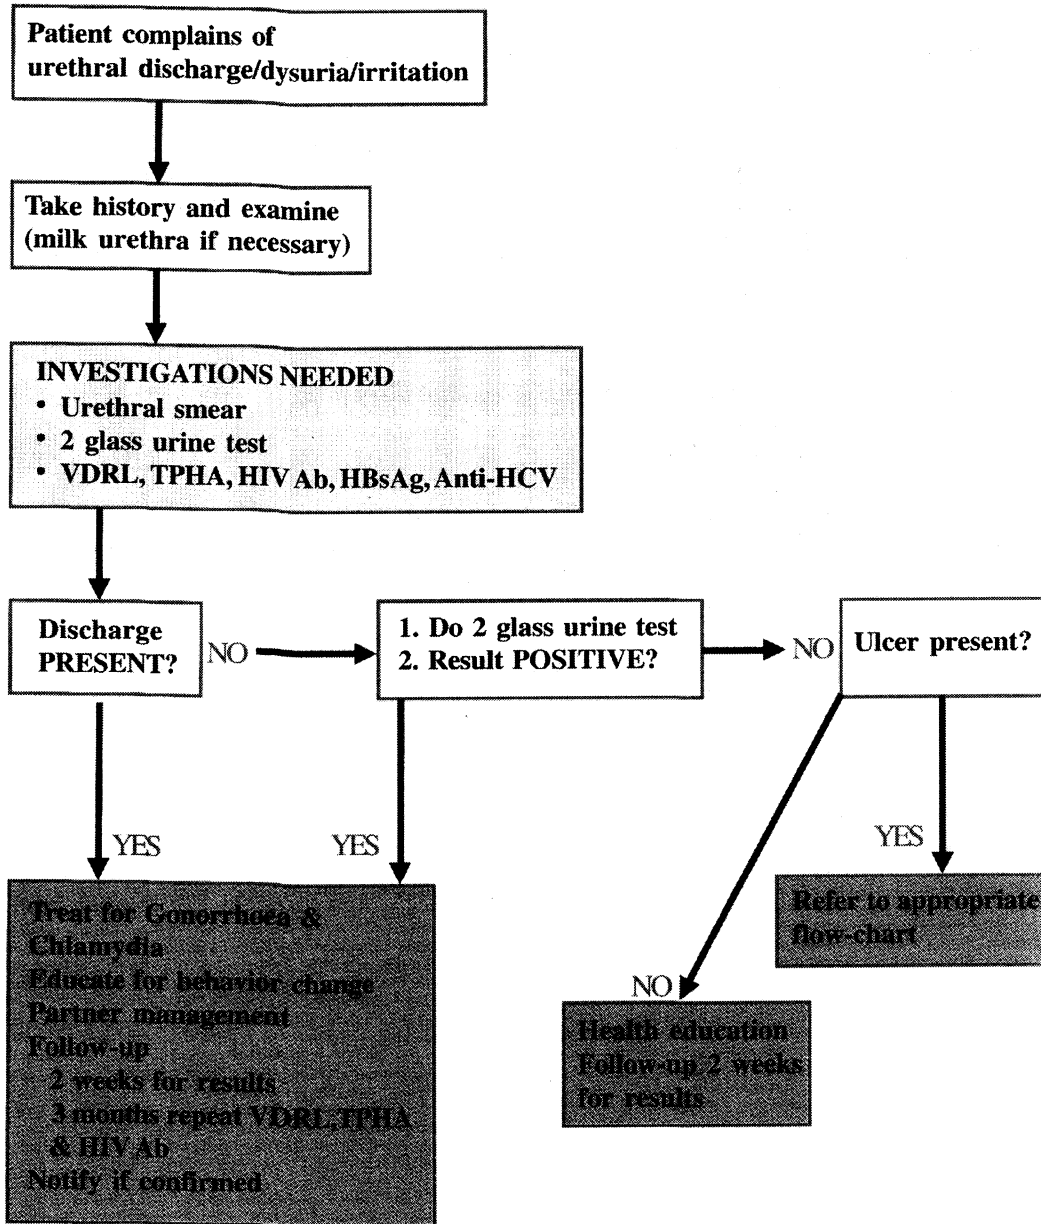 Patient complains of
urethral discharge/dysuria/irritation
Take history and examine
(milk urethra if necessary)
INVESTIGATIONS NEEDED
• Urethral smear
• 2 glass urine test
• VDRL, TPHA, HIV Ab, HBsAg, Anti-HCV
Discharge
PRESENT?
NO
1. Do 2 glass urine test
2. Result POSITIVE?
NO
Ulcer present?
YES
YES
YES
NO
Treat for Gonorrhoea &
Chlamydia
Educate for behavior change
Partner management
Follow-up
2 weeks for results
3 months repeat VDRL, TPHA
& HIV Ab
Notify if confirmed
Health education
Follow-up 2 weeks
for results
Refer to appropriate
flow-chart